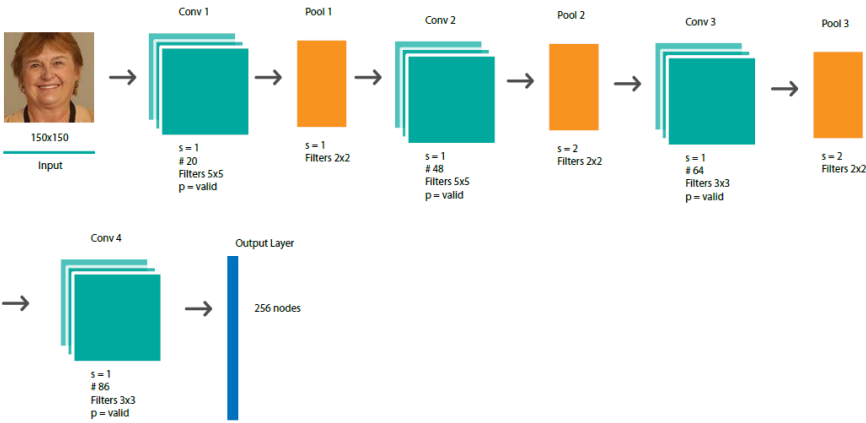 Conv 1
Pool 1
Conv 2
Pool 2
Conv 3
Pool 3
150x150
Input
s = 1
# 20
Filters 5x5
p = valid
s = 1
Filters 2x2
s = 1
# 48
Filters 5x5
p = valid
s = 2
Filters 2x2
s = 1
# 64
Filters 3x3
p = valid
s = 2
Filters 2x2
Conv 4
Output Layer
256 nodes
s = 1
# 86
Filters 3x3
p = valid